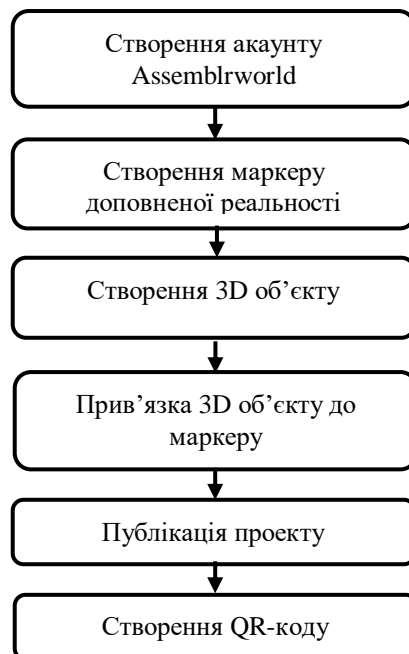 Створення акаунту
Assemblrworld
Створення маркеру
доповненої реальності
Створення 3D об’єкту
Прив’язка 3D об’єкту до
маркеру
Публікація проекту
Створення QR-коду